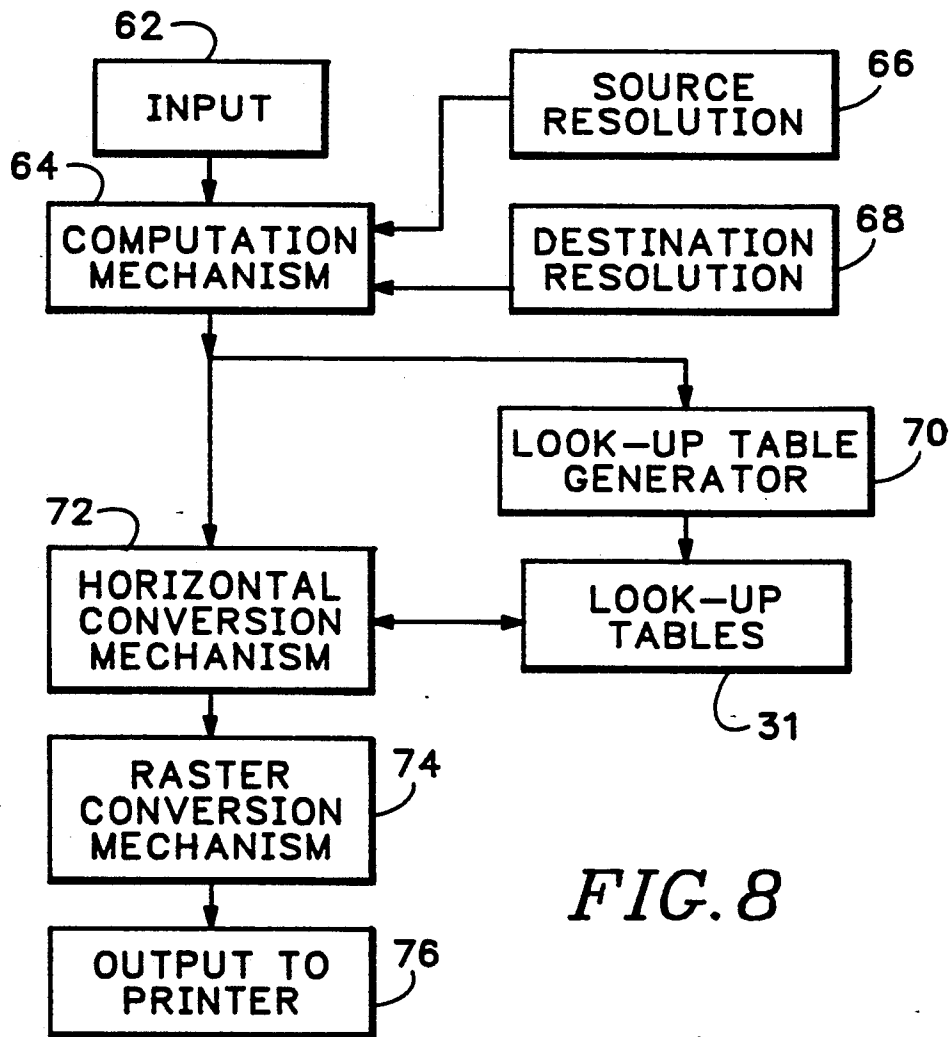 62
INPUT
SOURCE
RESOLUTION
66
64
COMPUTATION
MECHANISM
DESTINATION
RESOLUTION
68
LOOK-UP TABLE
GENERATOR
70
72
HORIZONTAL
CONVERSION
MECHANISM
LOOK-UP
TABLES
31
RASTER
CONVERSION
MECHANISM
74
FIG. 8
OUTPUT TO
PRINTER
76